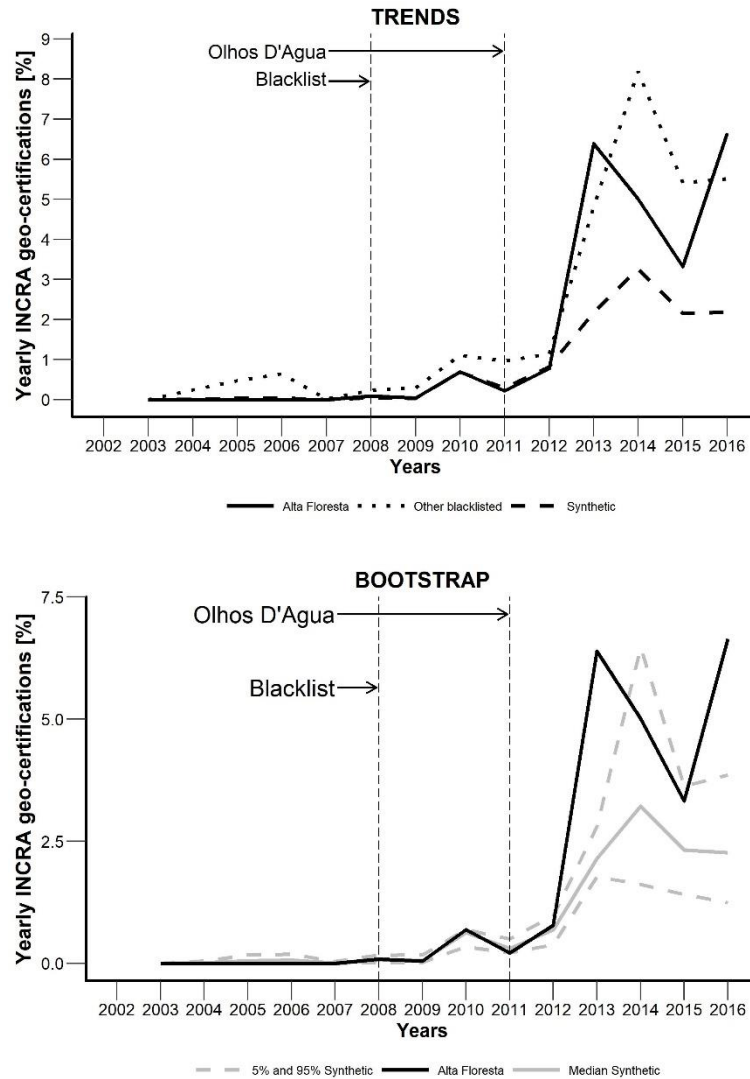 TRENDS
Yearly INCRA geo-certifications [%]
9
8
7
6
5
4
3
2
1
0
Olhos D'Agua
Blacklist
2002 2003 2004 2005 2006 2007 2008 2009 2010 2011 2012 2013 2014 2015 2016
Years
Alta Floresta Other blacklisted Synthetic
BOOTSTRAP
Yearly INCRA geo-certifications [%]
7.5
5.0
2.5
0.0
Olhos D'Agua
Blacklist
2002 2003 2004 2005 2006 2007 2008 2009 2010 2011 2012 2013 2014 2015 2016
Years
5% and 95% Synthetic Alta Floresta Median Synthetic